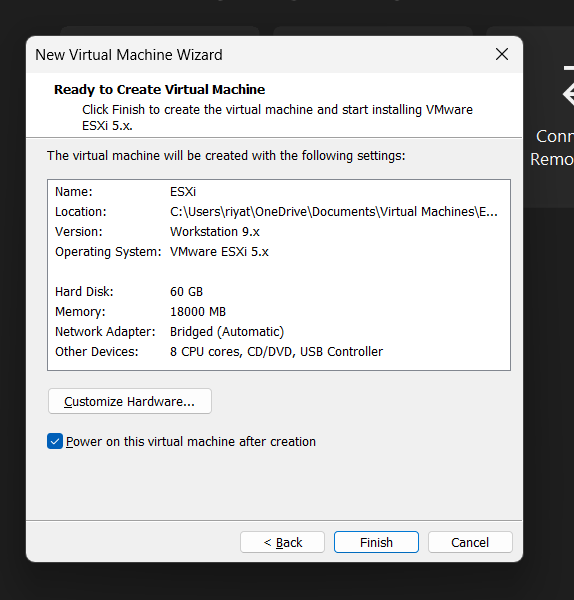 New Virtual Machine Wizard
Ready to Create Virtual Machine
Click Finish to create the virtual machine and start installing VMware
ESXi 5.x.
The virtual machine will be created with the following settings:
Name: ESXi
Location: C:\Users\riyat\OneDrive\Documents\Virtual Machines\E...
Version: Workstation 9.x
Operating System: VMware ESXi 5.x
Hard Disk: 60 GB
Memory: 18000 MB
Network Adapter: Bridged (Automatic)
Other Devices: 8 CPU cores, CD/DVD, USB Controller
Customize Hardware...
Power on this virtual machine after creation
< Back Finish Cancel
Conn
Remo